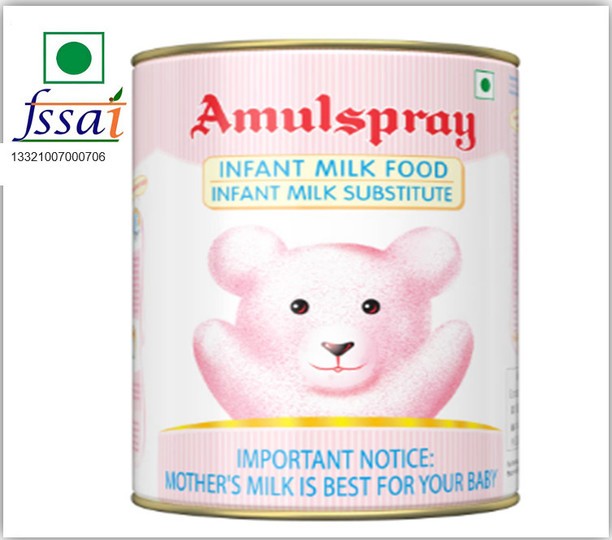 fssai
13321007000706
Amulspray
INFANT MILK FOOD
INFANT MILK SUBSTITUTE
IMPORTANT NOTICE:
MOTHER'S MILK IS BEST FOR YOUR BABY